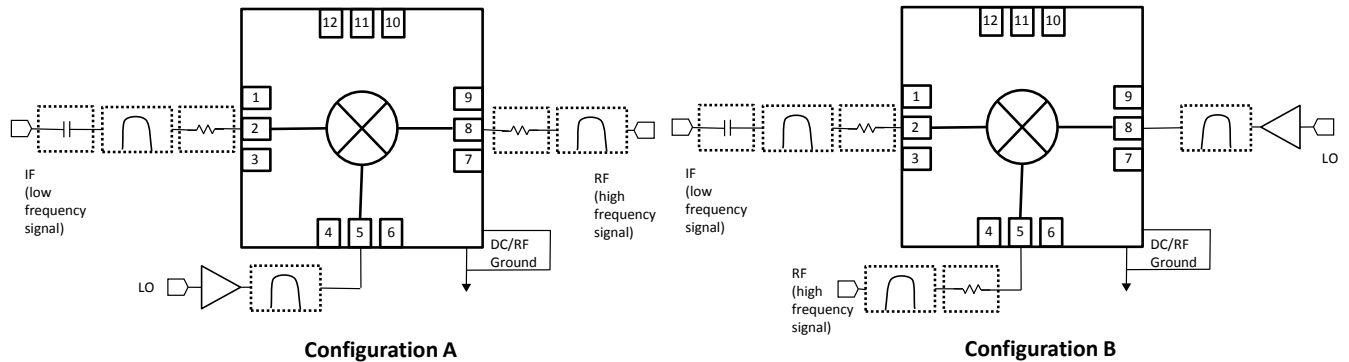 12 11 10
1
2
3
9
8
7
4 5 6
IF
(low
frequency
signal)
RF
(high
frequency
signal)
DC/RF
Ground
LO
Configuration A
12 11 10
1
2
3
9
8
7
4 5 6
IF
(low
frequency
signal)
LO
DC/RF
Ground
RF
(high
frequency
signal)
Configuration B